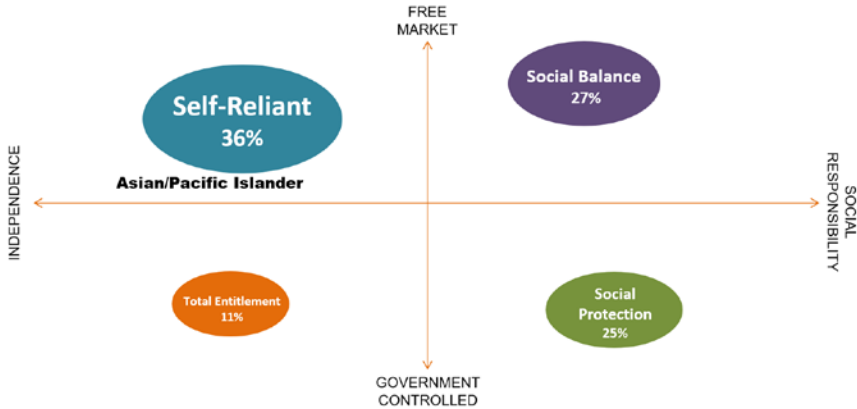 FREE
MARKET
Self-Reliant
36%
Social Balance
27%
Asian/Pacific Islander
INDEPENDENCE
SOCIAL
RESPONSIBILITY
Total Entitlement
11%
Social
Protection
25%
GOVERNMENT
CONTROLLED